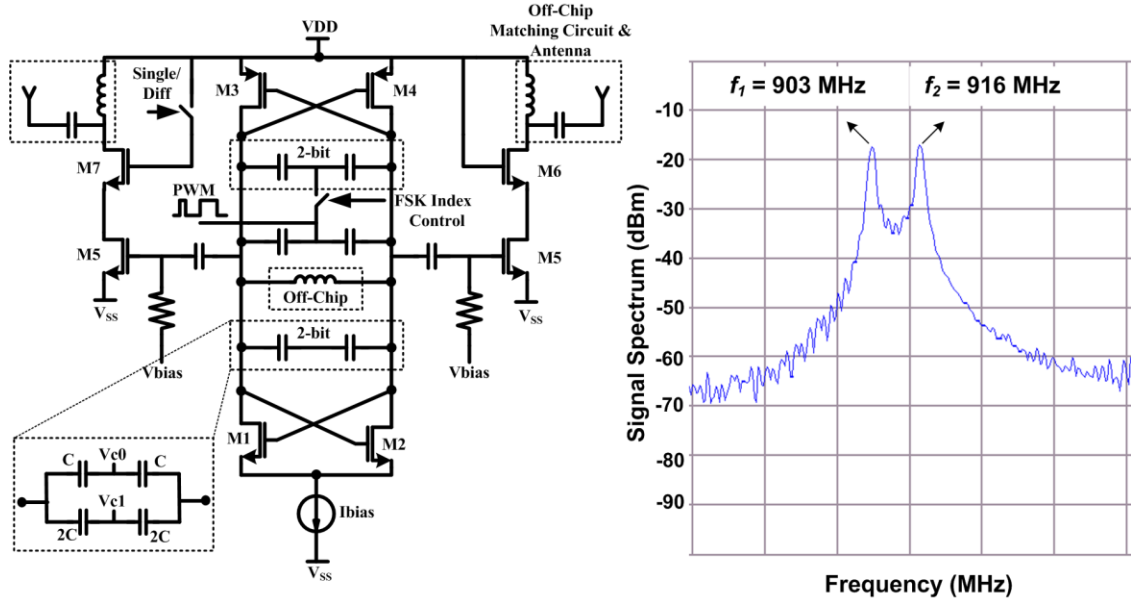 Off-Chip
Matching Circuit &
Antenna
VDD
Single/
Diff
M3
M4
M7
2-bit
M6
PWM
FSK Index
Control
M5
M5
Off-Chip
VSS
VSS
2-bit
Vbias
Vbias
M1
M2
C
Vc0
C
Vc1
2C
2C
Ibias
VSS
f1 = 903 MHz
f2 = 916 MHz
Signal Spectrum (dBm)
-10
-20
-30
-40
-50
-60
-70
-80
-90
Frequency (MHz)